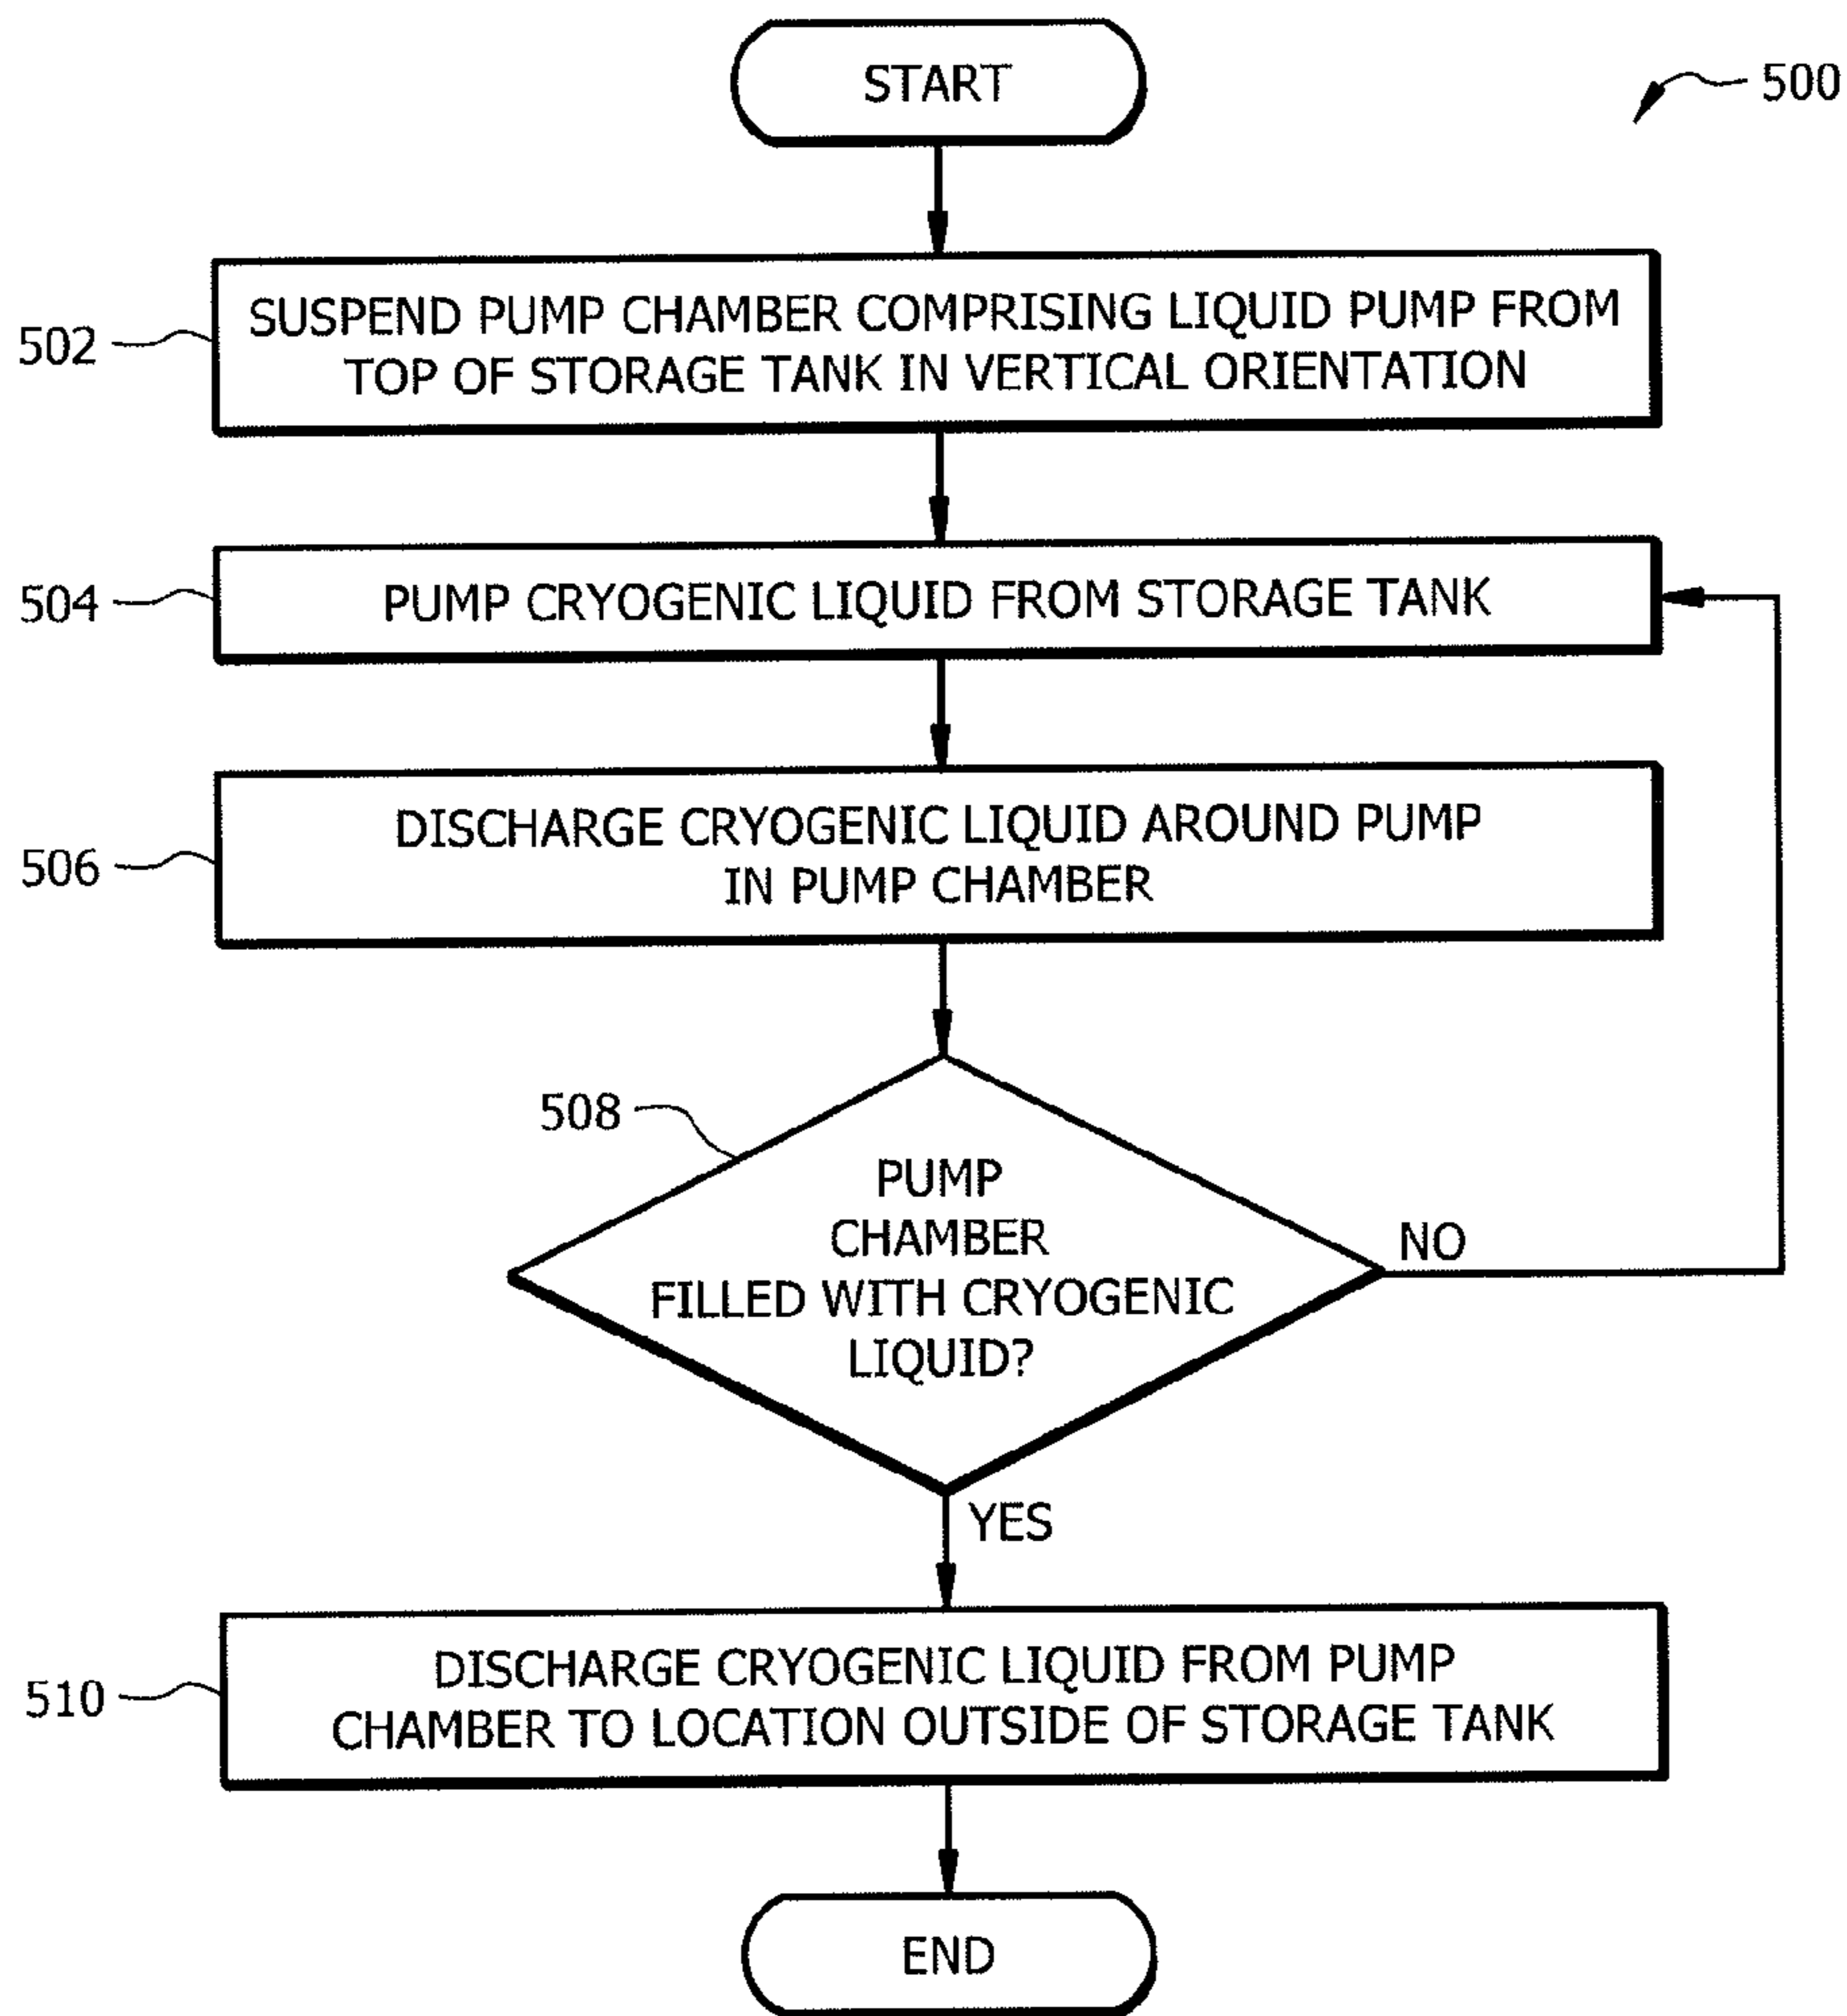 START
500
502
SUSPEND PUMP CHAMBER COMPRISING LIQUID PUMP FROM
TOP OF STORAGE TANK IN VERTICAL ORIENTATION
504
PUMP CRYOGENIC LIQUID FROM STORAGE TANK
506
DISCHARGE CRYOGENIC LIQUID AROUND PUMP
IN PUMP CHAMBER
508
PUMP
CHAMBER
FILLED WITH CRYOGENIC
LIQUID?
NO
YES
510
DISCHARGE CRYOGENIC LIQUID FROM PUMP
CHAMBER TO LOCATION OUTSIDE OF STORAGE TANK
END